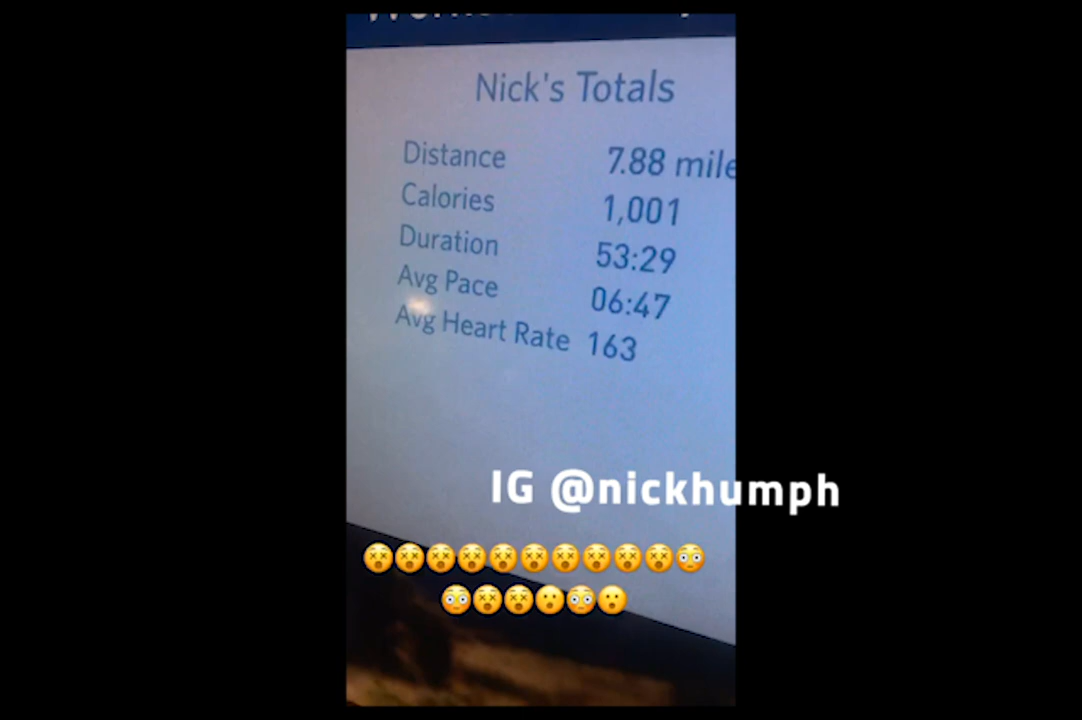 Nick's Totals
Distance 7.88 mile
Calories 1,001
Duration 53:29
Avg Pace 06:47
Avg Heart Rate 163
IG @nickhumph
😵😵😵😵😵😵😵😵😵😵😳
😳😵😵😮😳😮